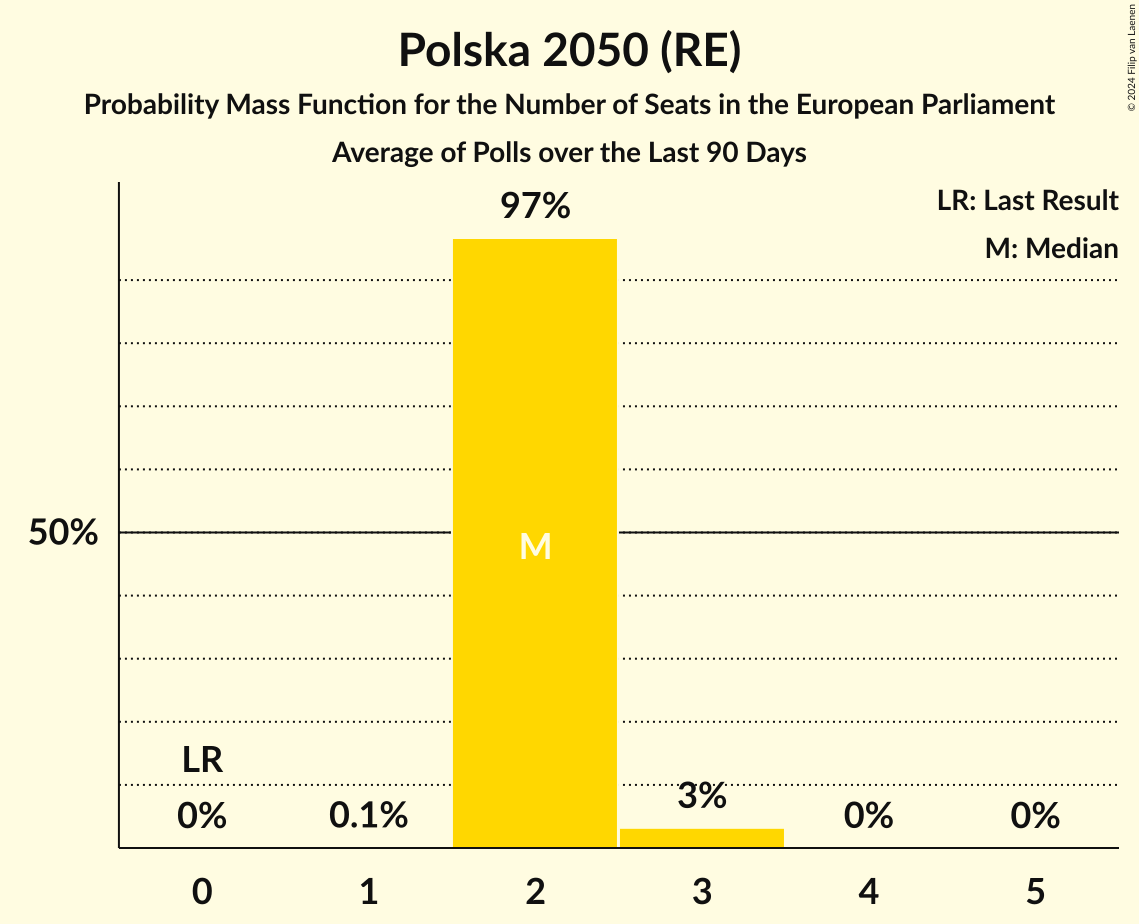 Polska 2050 (RE)
Probability Mass Function for the Number of Seats in the European Parliament
Average of Polls over the Last 90 Days
© 2024 Filip van Laenen
LR: Last Result
M: Median
97%
50%
M
LR
0%
0.1%
3%
0%
0%
0 1 2 3 4 5